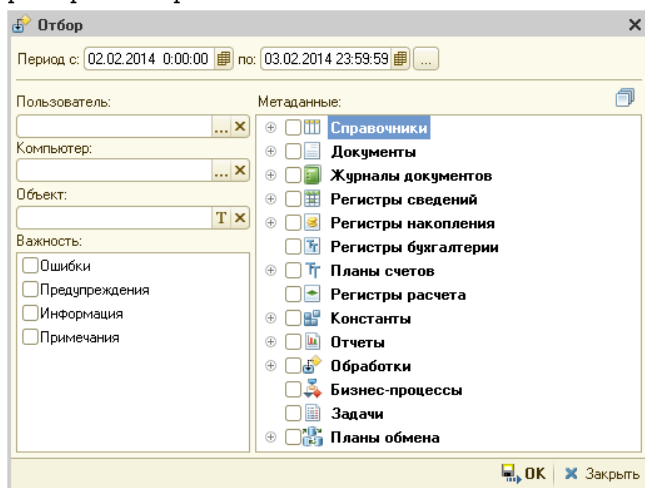 Отбор
Период с: 02.02.2014 0:00:00 по: 03.02.2014 23:59:59 ...
Пользователь:
Компьютер:
Объект:
Важность:
Ошибки
Предупреждения
Информация
Примечания
Метаданные:
Справочники
Документы
Журналы документов
Регистры сведений
Регистры накопления
Регистры бухгалтерии
Планы счетов
Регистры расчета
Константы
Отчеты
Обработки
Бизнес-процессы
Задачи
Планы обмена
OK Закрыть